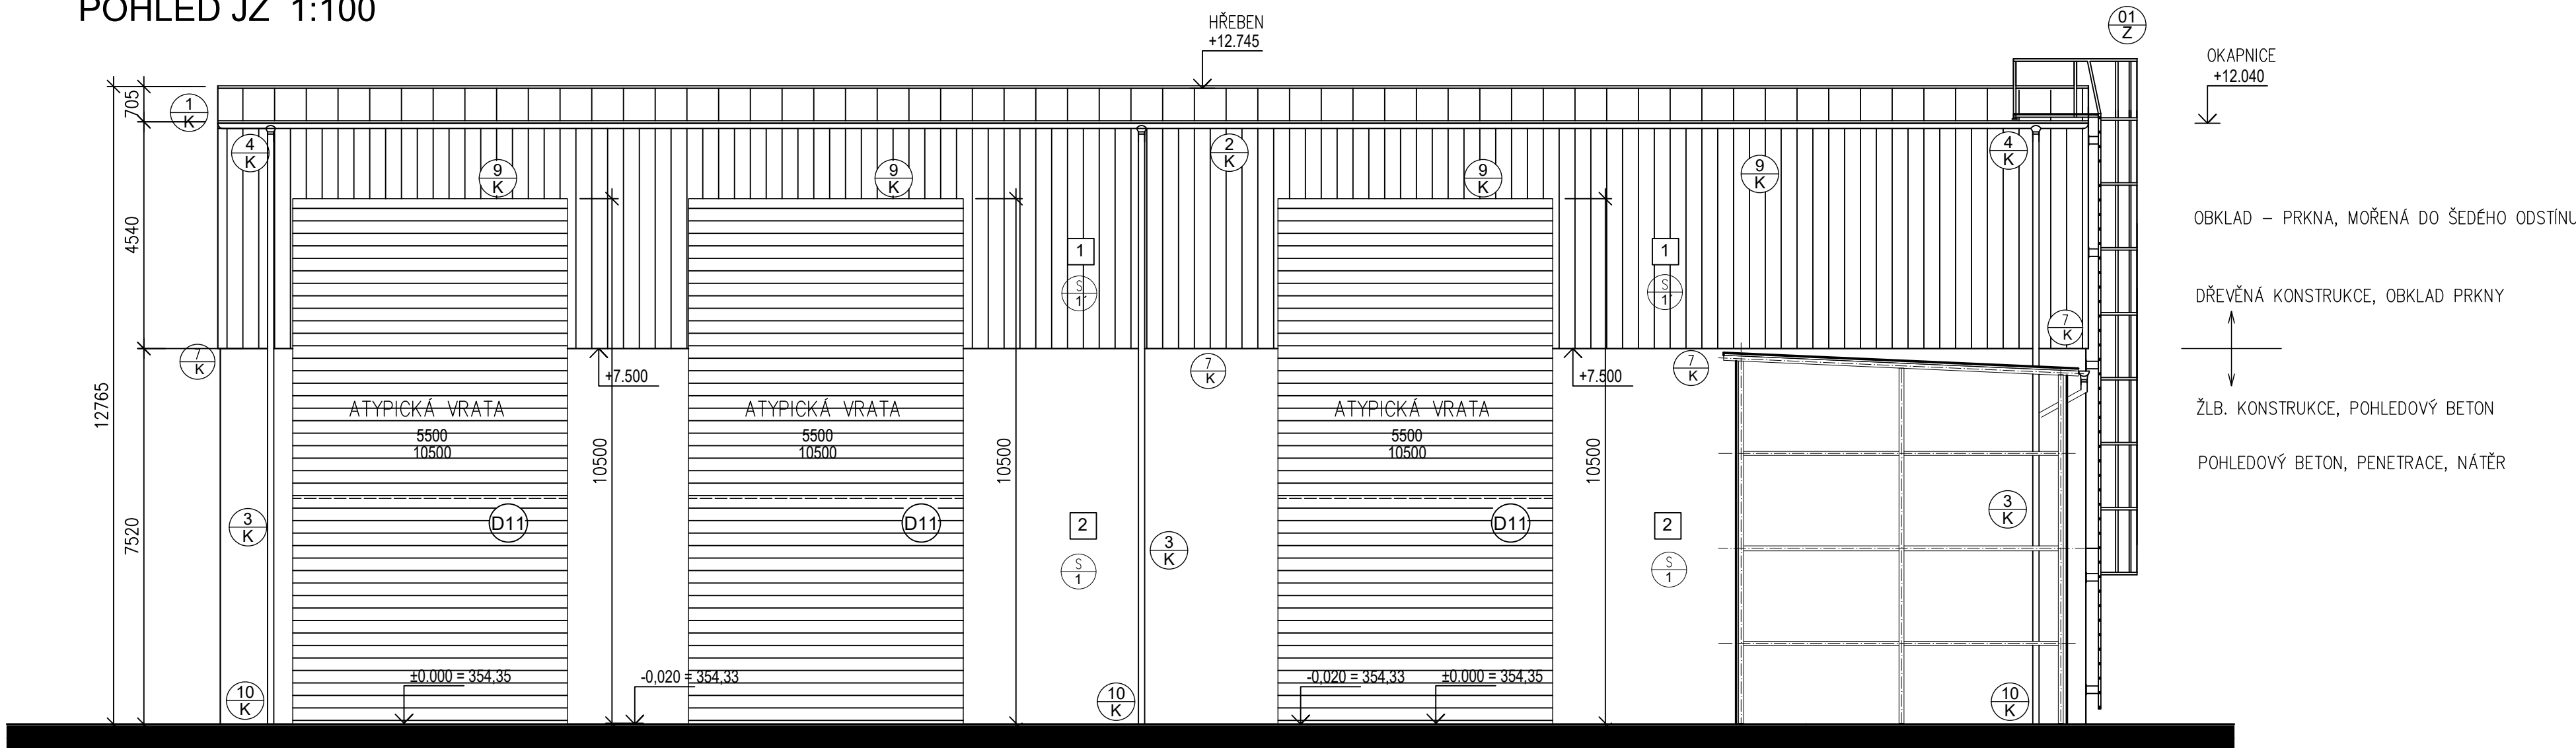 POHLED JZ 1:100
HŘEBEN
+12.745
01
Z
OKAPNICE
+12.040
705
1
K
4
K
9
K
9
K
2
K
9
K
9
K
4
K
4540
OBKLAD – PRKNA, MOŘENÁ DO ŠEDÉHO ODSTÍNU
1
S
1'
1
S
1'
DŘEVĚNÁ KONSTRUKCE, OBKLAD PRKNY
7
K
7
K
7
K
7
K
+7.500
+7.500
12765
ATYPICKÁ VRATA
5500
10500
ATYPICKÁ VRATA
5500
10500
ATYPICKÁ VRATA
5500
10500
ŽLB. KONSTRUKCE, POHLEDOVÝ BETON
10500
10500
10500
POHLEDOVÝ BETON, PENETRACE, NÁTĚR
7520
3
K
D11
D11
2
3
K
D11
2
3
K
S
1
S
1
±0.000 = 354,35
-0,020 = 354,33
-0,020 = 354,33
±0.000 = 354,35
10
K
10
K
10
K